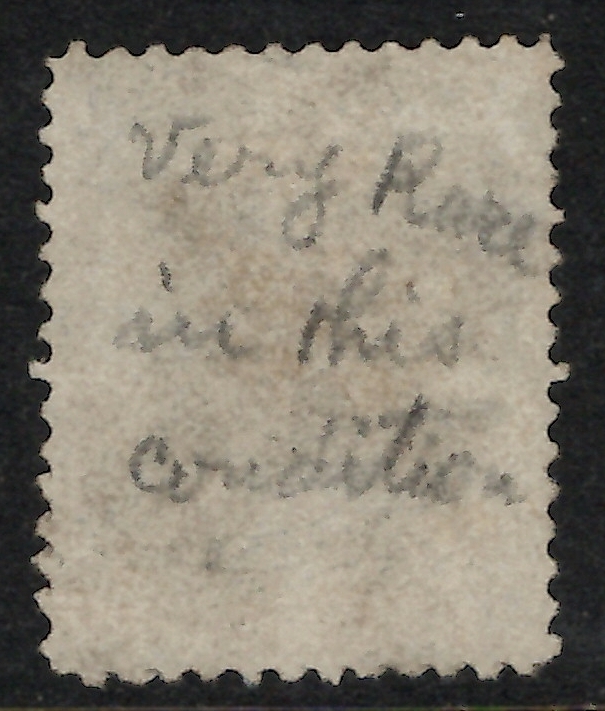 Very Rare
in this
condition